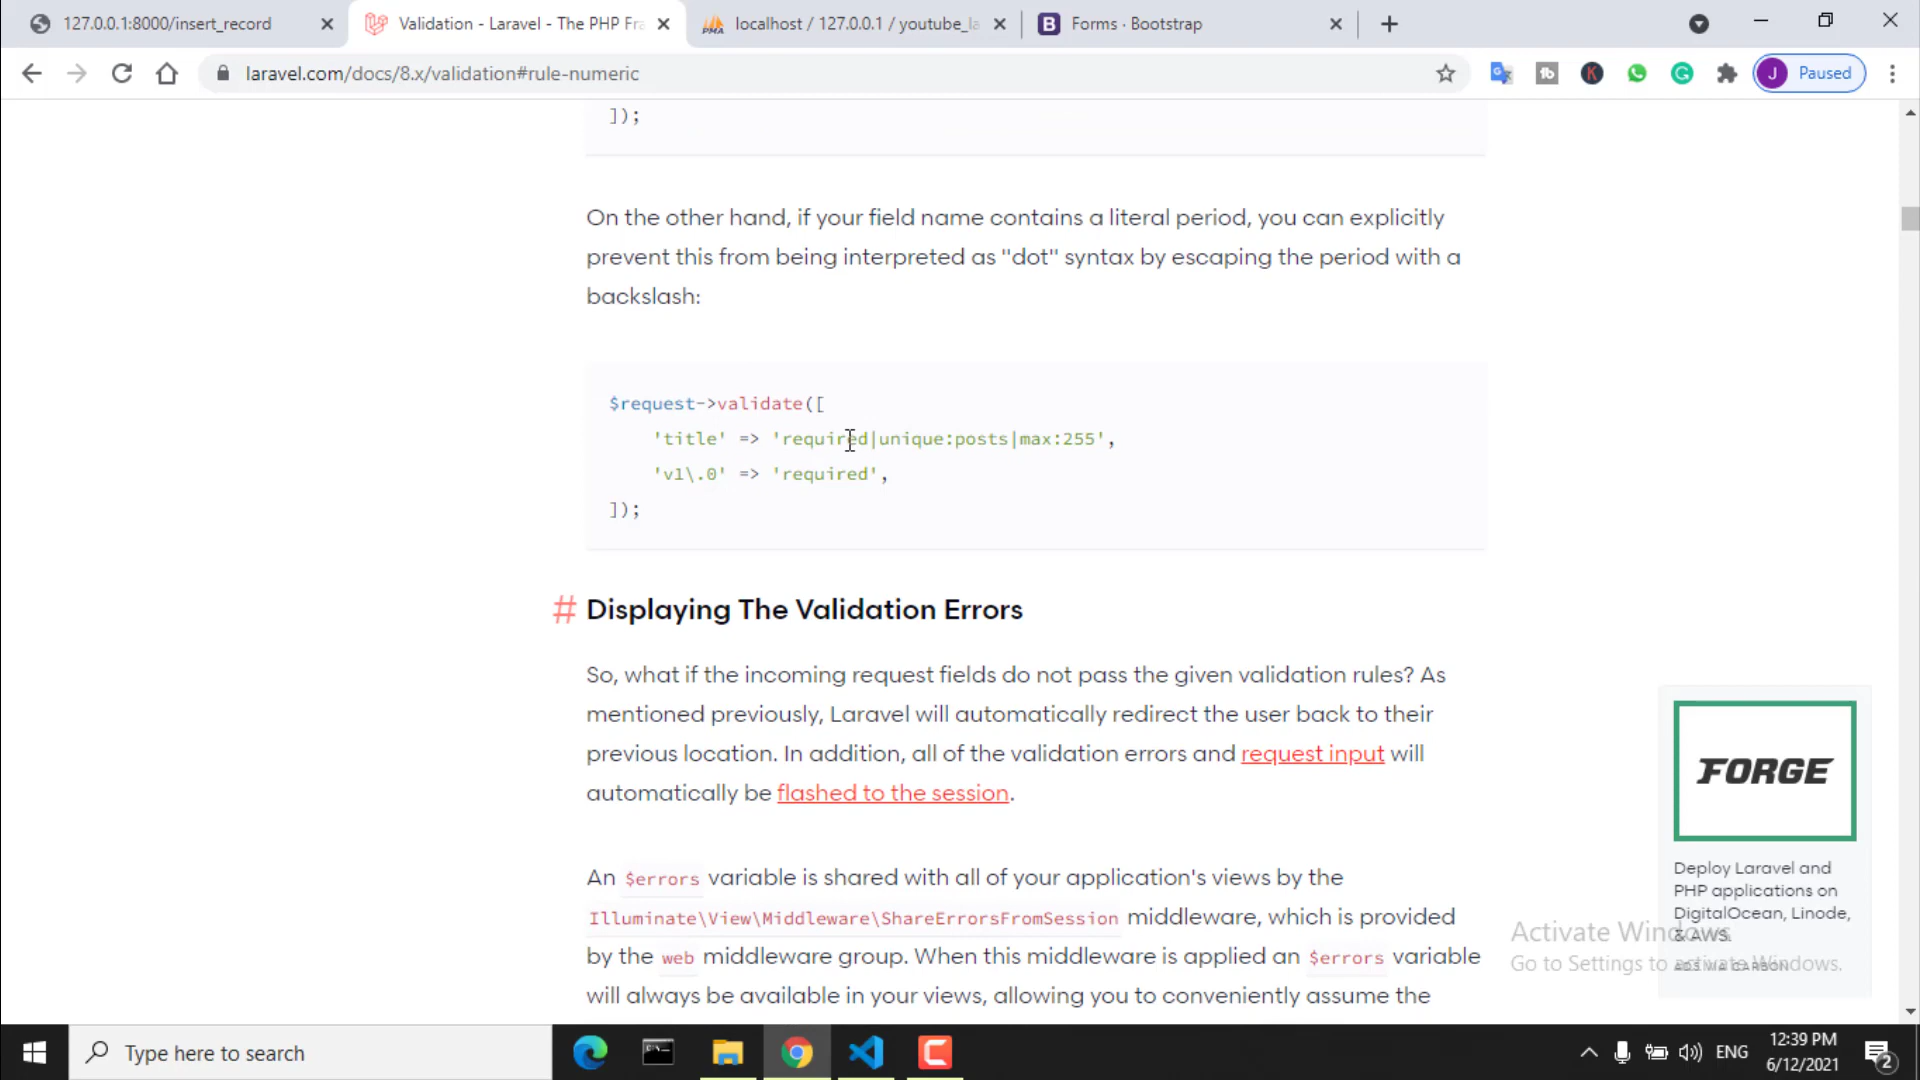 127.0.0.1:8000/insert_record
Validation - Laravel - The PHP Fra
localhost / 127.0.0.1 / youtube_la
Forms · Bootstrap
laravel.com/docs/8.x/validation#rule-numeric
J Paused
]);
On the other hand, if your field name contains a literal period, you can explicitly
prevent this from being interpreted as "dot" syntax by escaping the period with a
backslash:
$request->validate([
'title' => 'required|unique:posts|max:255',
'v1\.0' => 'required',
]);
# Displaying The Validation Errors
So, what if the incoming request fields do not pass the given validation rules? As
mentioned previously, Laravel will automatically redirect the user back to their
previous location. In addition, all of the validation errors and request input will
automatically be flashed to the session.
An $errors variable is shared with all of your application's views by the
Illuminate\View\Middleware\ShareErrorsFromSession middleware, which is provided
by the web middleware group. When this middleware is applied an $errors variable
will always be available in your views, allowing you to conveniently assume the
FORGE
Deploy Laravel and
PHP applications on
DigitalOcean, Linode,
& AWS.
ADS VIA CARBON
Activate Windows
Go to Settings to activate Windows.
Type here to search
ENG
12:39 PM
6/12/2021
2